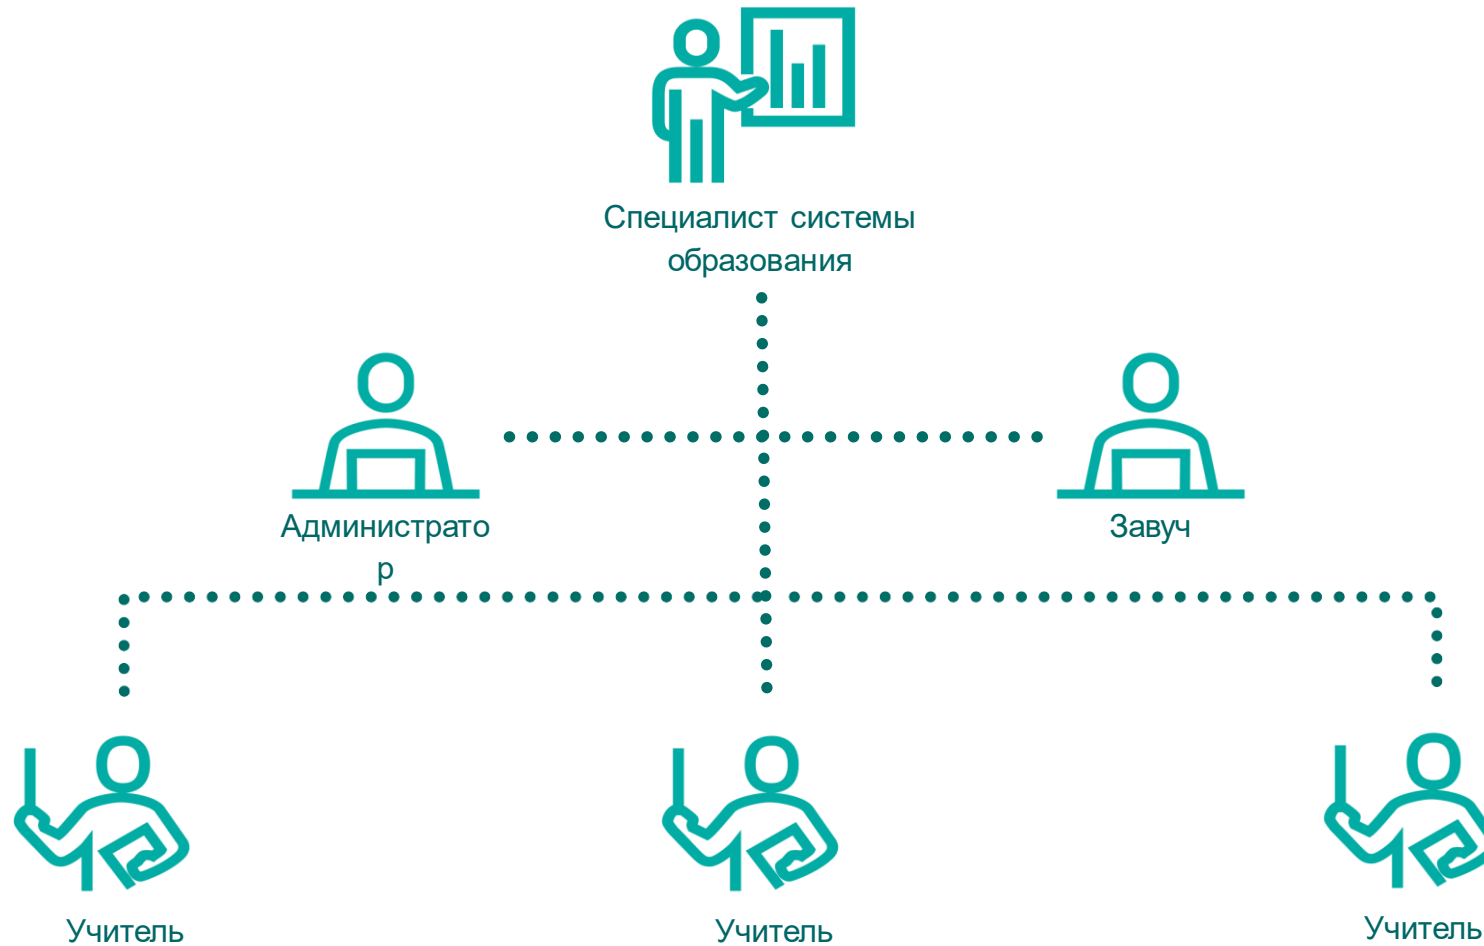 Специалист системы
образования
Администрато
р
Завуч
Учитель
Учитель
Учитель